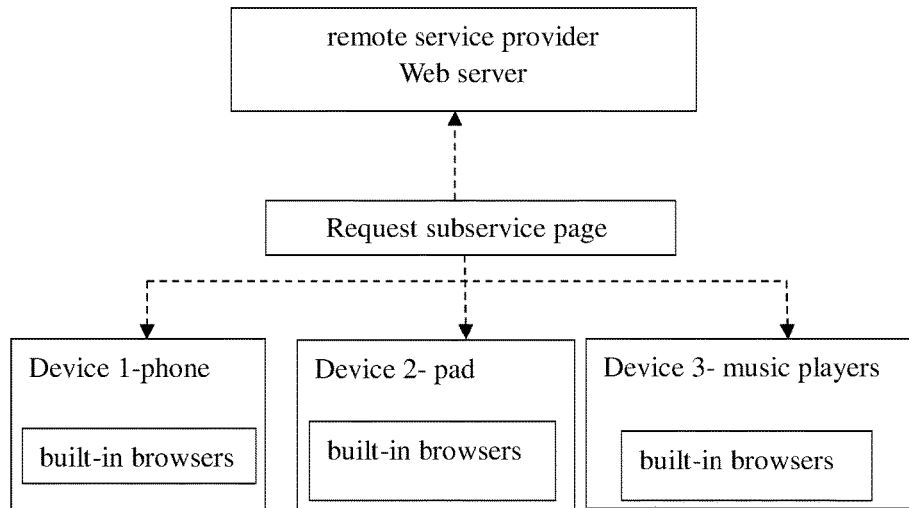 remote service provider
Web server
Request subservice page
Device 1-phone
built-in browsers
Device 2- pad
built-in browsers
Device 3- music players
built-in browsers